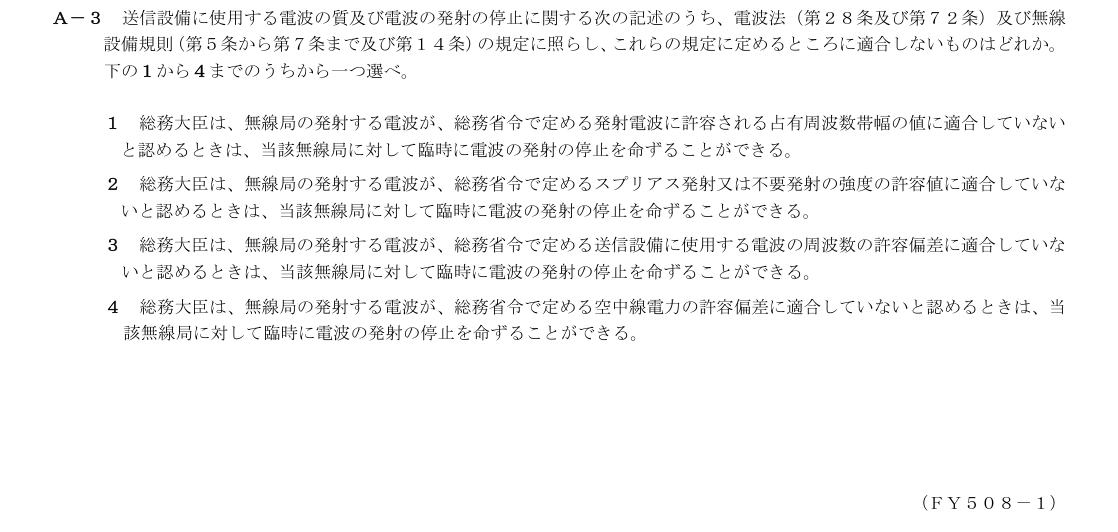 Ａ－３　送信設備に使用する電波の質及び電波の発射の停止に関する次の記述のうち、電波法（第２８条及び第７２条）及び無線
設備規則（第５条から第７条まで及び第１４条）の規定に照らし、これらの規定に定めるところに適合しないものはどれか。
下の１から４までのうちから一つ選べ。
１　総務大臣は、無線局の発射する電波が、総務省令で定める発射電波に許容される占有周波数帯幅の値に適合していない
と認めるときは、当該無線局に対して臨時に電波の発射の停止を命ずることができる。
２　総務大臣は、無線局の発射する電波が、総務省令で定めるスプリアス発射又は不要発射の強度の許容値に適合していな
いと認めるときは、当該無線局に対して臨時に電波の発射の停止を命ずることができる。
３　総務大臣は、無線局の発射する電波が、総務省令で定める送信設備に使用する電波の周波数の許容偏差に適合していな
いと認めるときは、当該無線局に対して臨時に電波の発射の停止を命ずることができる。
４　総務大臣は、無線局の発射する電波が、総務省令で定める空中線電力の許容偏差に適合していないと認めるときは、当
該無線局に対して臨時に電波の発射の停止を命ずることができる。
（ＦＹ５０８－１）